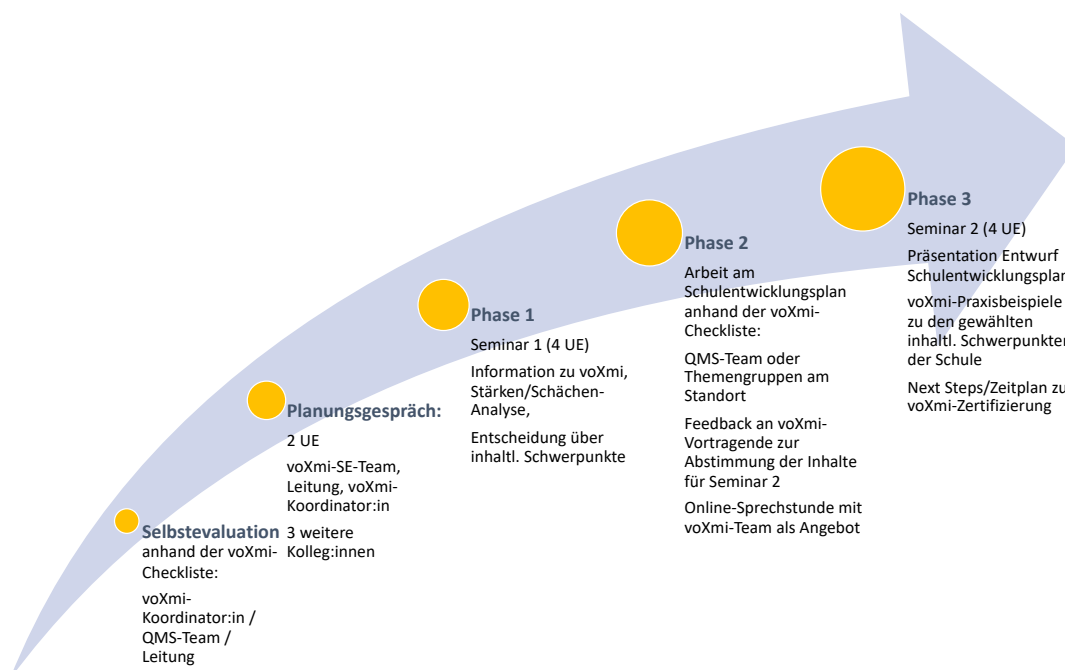 Selbstevaluation
anhand der voXmi-
Checkliste:
voXmi-
Koordinator:in /
QMS-Team /
Leitung
Planungsgespräch:
2 UE
voXmi-SE-Team,
Leitung, voXmi-
Koordinator:in
3 weitere
Kolleg:innen
Phase 1
Seminar 1 (4 UE)
Information zu voXmi,
Stärken/Schächen-
Analyse,
Entscheidung über
inhaltl. Schwerpunkte
Phase 2
Arbeit am
Schulentwicklungsplan
anhand der voXmi-
Checkliste:
QMS-Team oder
Themengruppen am
Standort
Feedback an voXmi-
Vortragende zur
Abstimmung der Inhalte
für Seminar 2
Online-Sprechstunde mit
voXmi-Team als Angebot
Phase 3
Seminar 2 (4 UE)
Präsentation Entwurf
Schulentwicklungsplan
voXmi-Praxisbeispiele
zu den gewählten
inhaltl. Schwerpunkten
der Schule
Next Steps/Zeitplan zu
voXmi-Zertifizierung